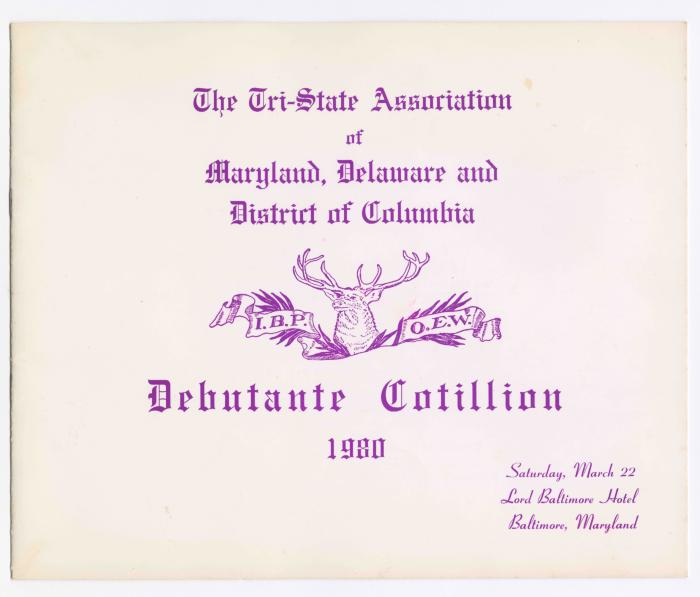 The Tri-State Association
of
Maryland, Delaware and
District of Columbia
I.B.P. O.E.W.
Debutante Cotillion
1980
Saturday, March 22
Lord Baltimore Hotel
Baltimore, Maryland